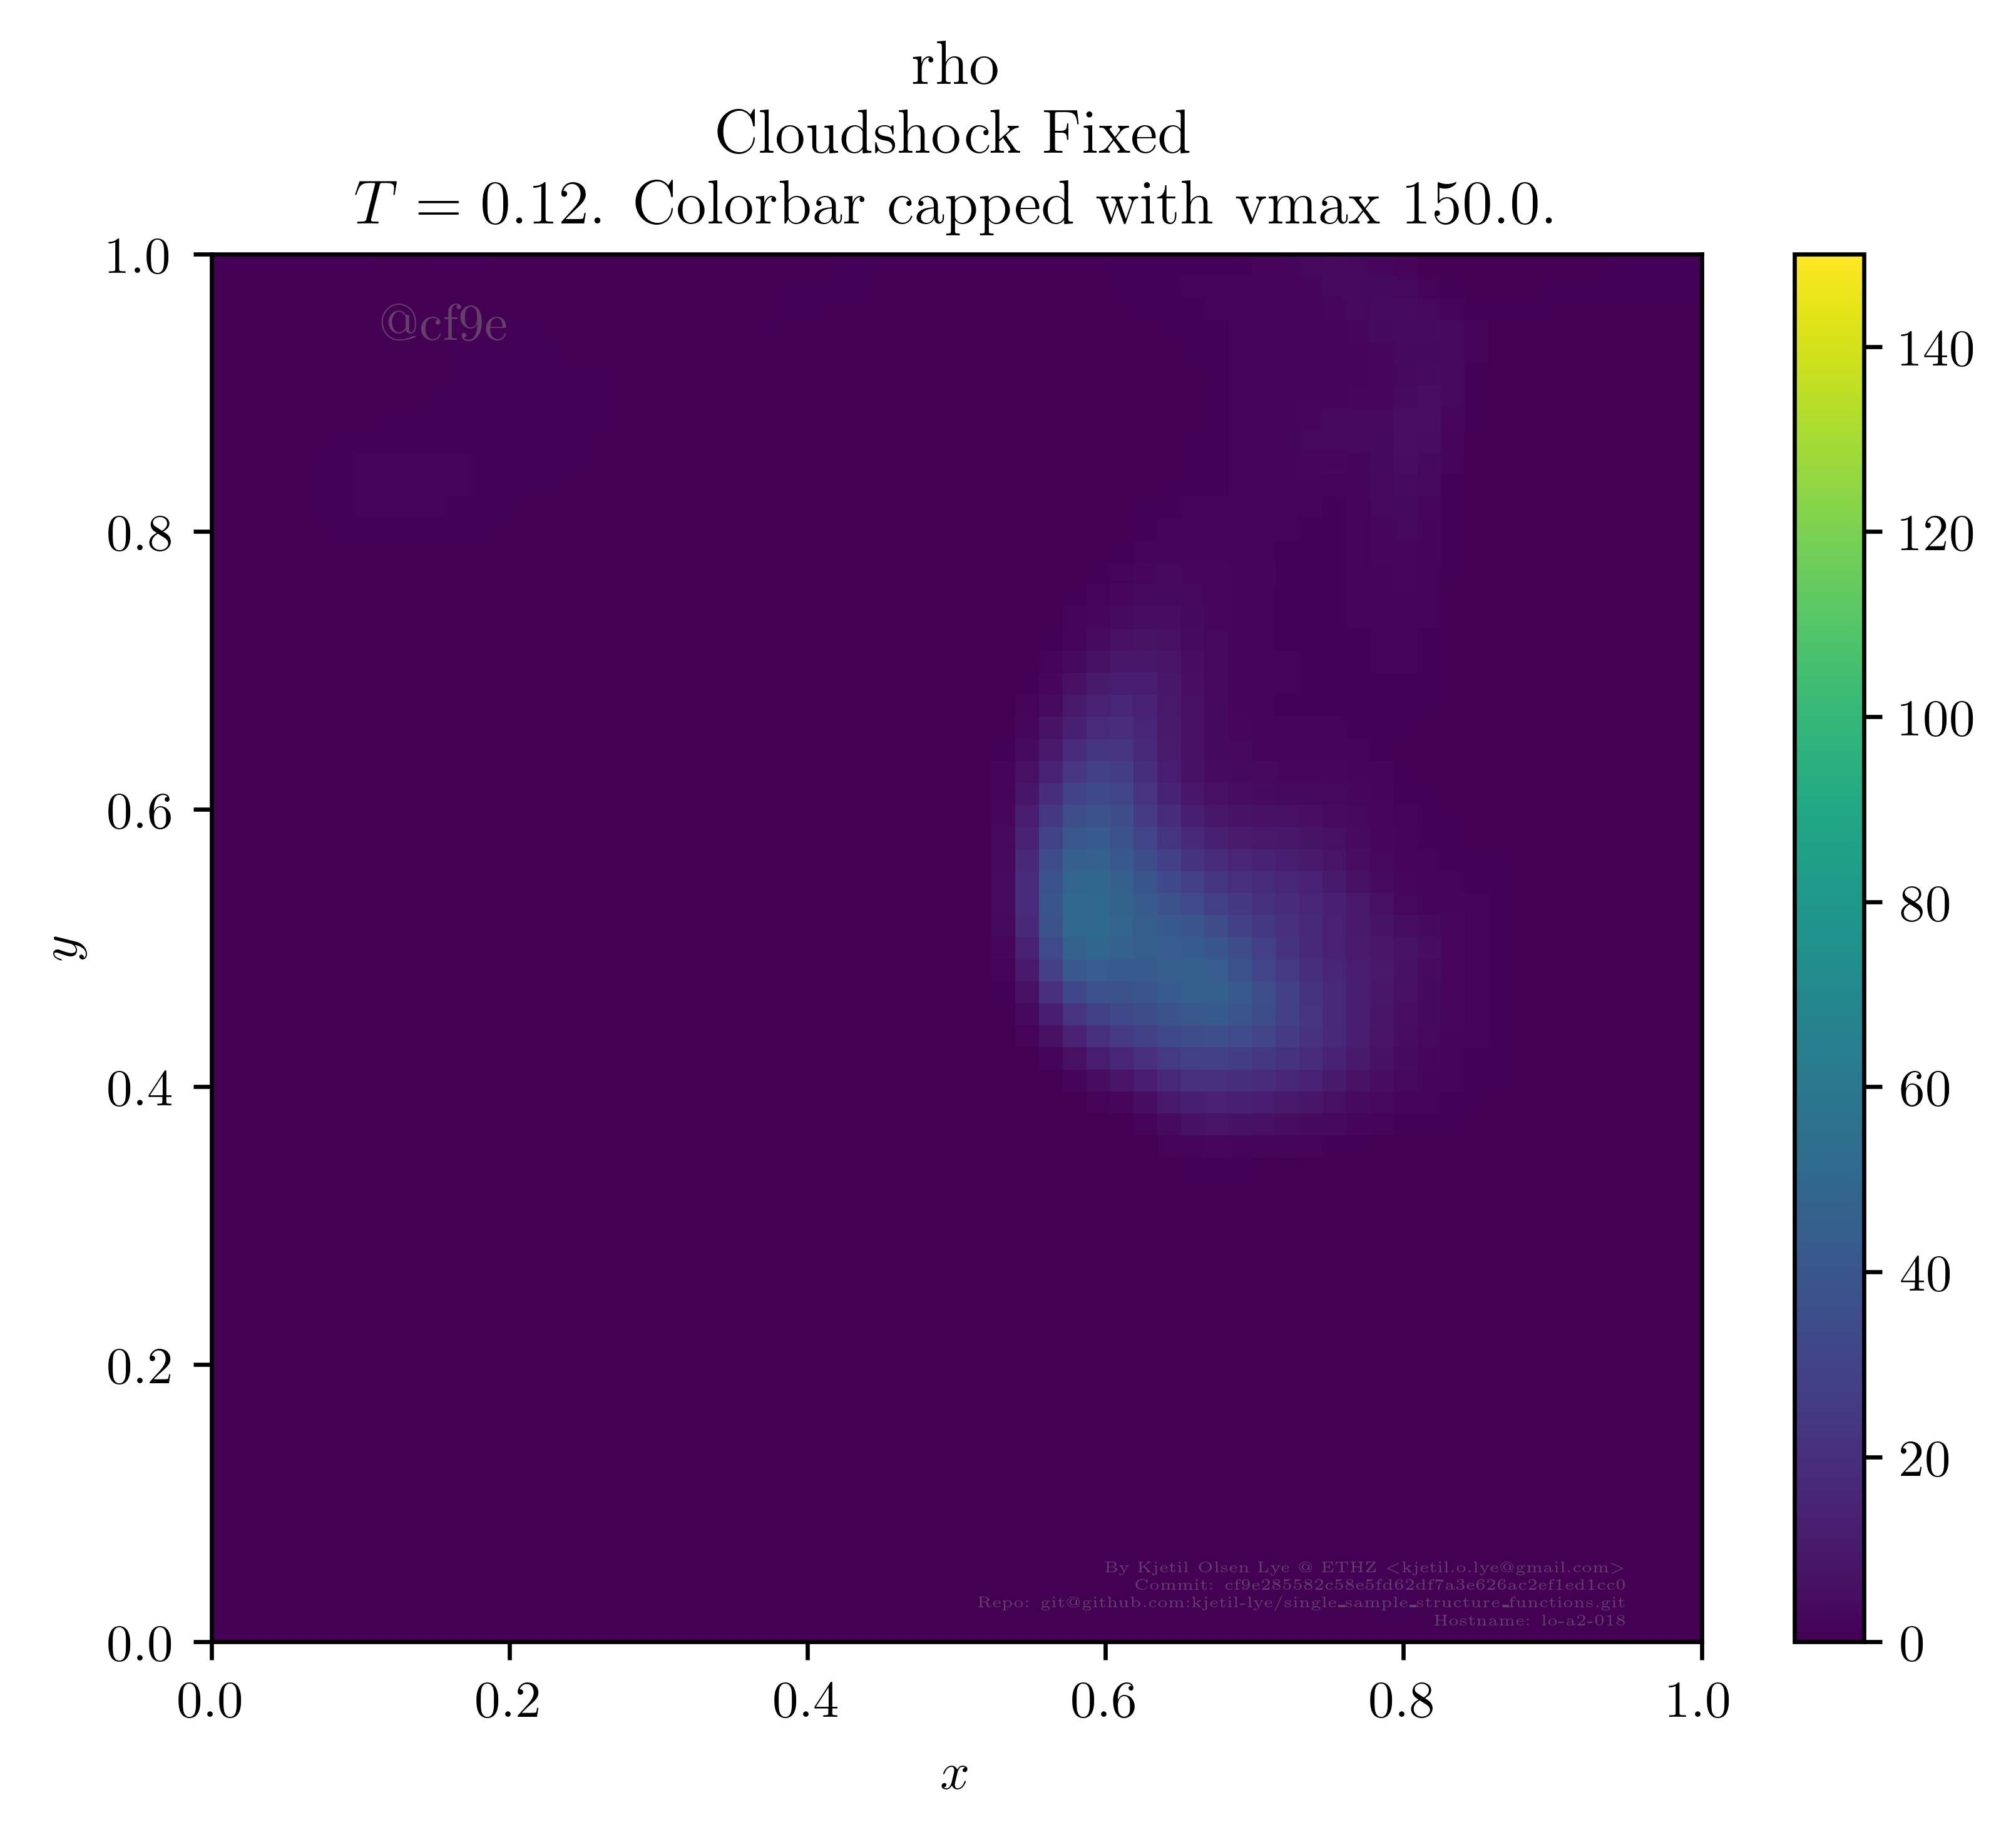 rho
Cloudshock Fixed
T = 0.12. Colorbar capped with vmax 150.0.
1.0
0.8
0.6
0.4
0.2
0.0
y
@cf9e
By Kjetil Olsen Lye @ ETHZ <kjetil.o.lye@gmail.com>
Commit: cf9e285582c58e5fd62df7a3e626ac2ef1ed1cc0
Repo: git@github.com:kjetil-lye/single_sample_structure_functions.git
Hostname: lo-a2-018
0.0 0.2 0.4 0.6 0.8 1.0
x
140
120
100
80
60
40
20
0